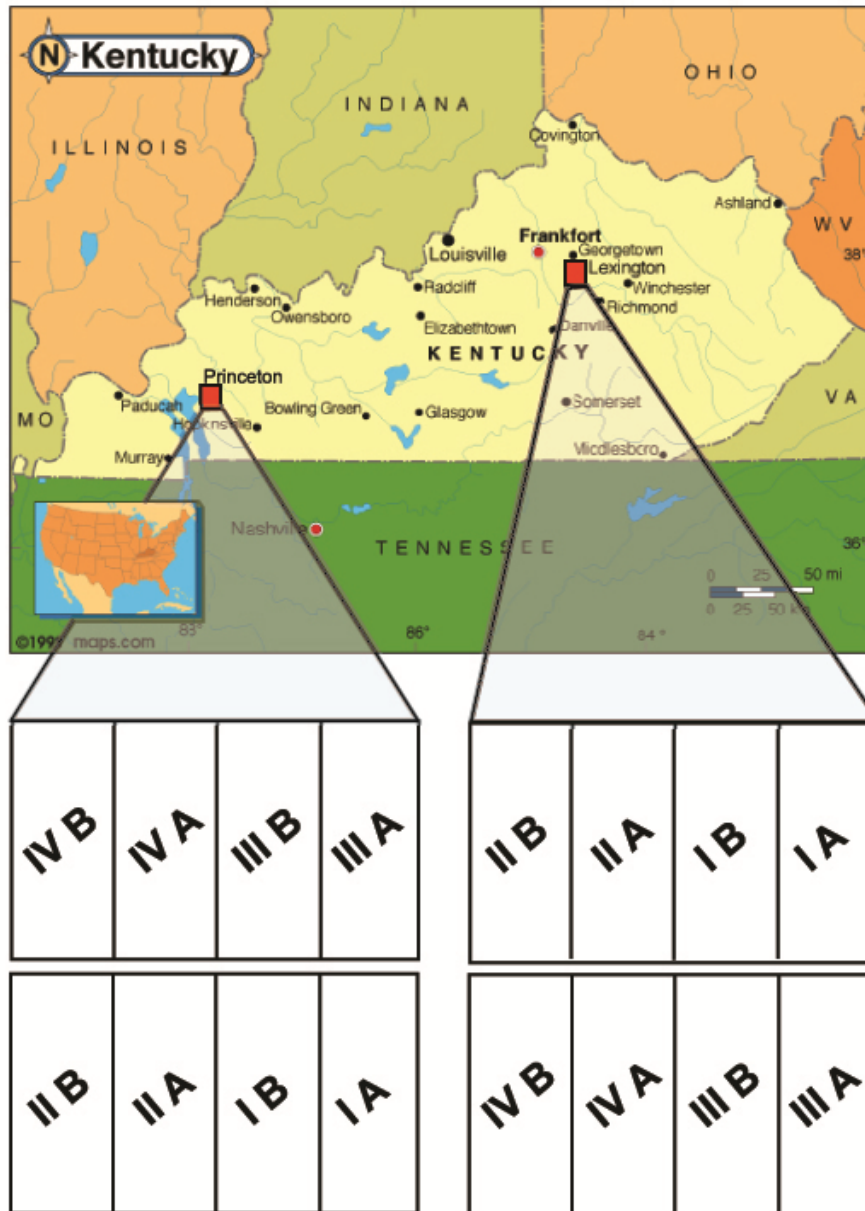 N Kentucky
OHIO
INDIANA
Covington
ILLINOIS
Ashland
WV
Frankfort
Georgetown
38°
Louisville
Lexington
Radcliff
Winchester
Henderson
Richmond
Owensboro
Elizabethtown
Danville
KENTUCKY
Princeton
VA
Paducah
Bowling Green
Glasgow
Somerset
MO
Hopkinsville
Middlesboro
Murray
Nashville
TENNESSEE
36°
0 25 50 mi
0 25 50 km
86°
84°
maps.com
IV B IV A III B III A
II B II A I B I A
II B II A I B I A
IV B IV A III B III A